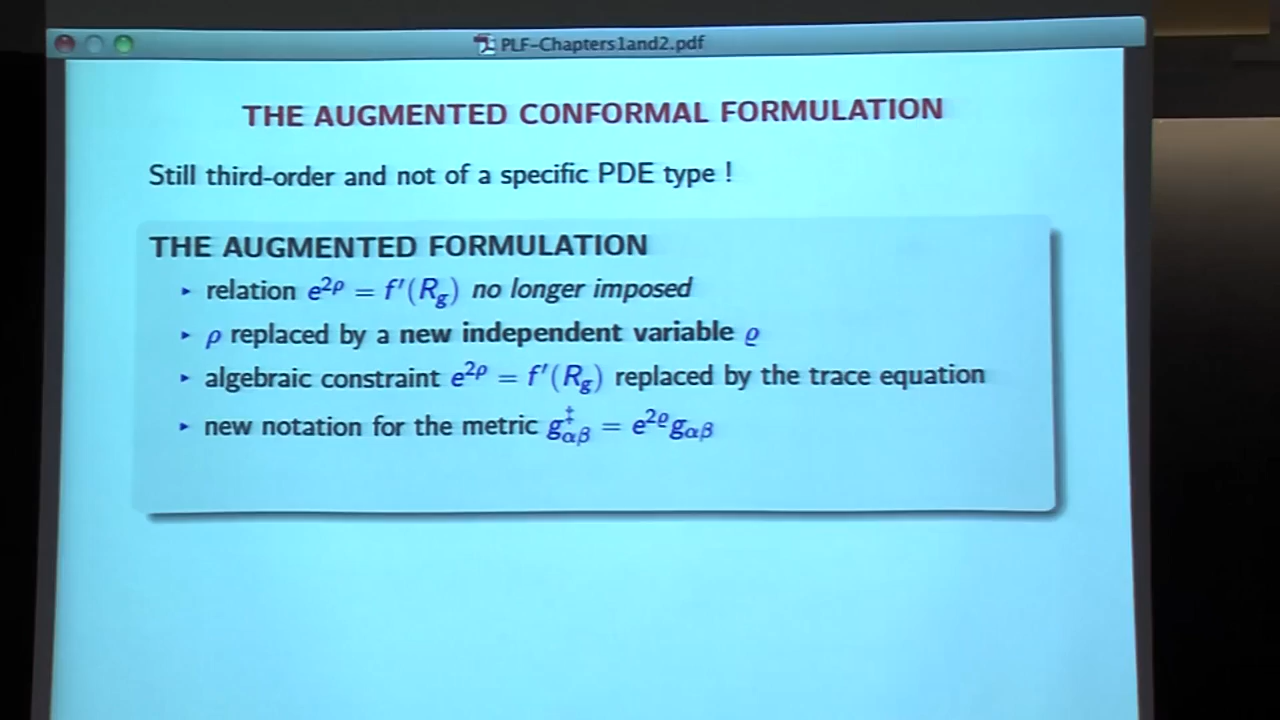 PLF-Chapters1and2.pdf
THE AUGMENTED CONFORMAL FORMULATION
Still third-order and not of a specific PDE type !
THE AUGMENTED FORMULATION
▸ relation e^{2ρ} = f′(R_g) no longer imposed
▸ ρ replaced by a new independent variable ϱ
▸ algebraic constraint e^{2ρ} = f′(R_g) replaced by the trace equation
▸ new notation for the metric g^‡_{αβ} = e^{2ϱ}g_{αβ}